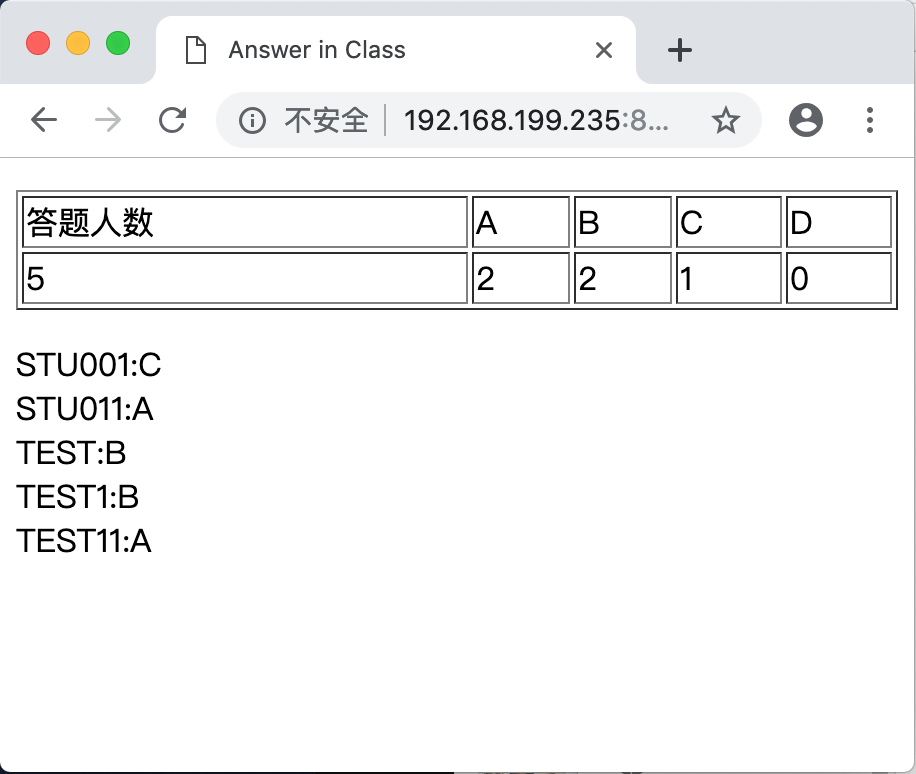 Answer in Class
不安全 192.168.199.235:8...
答题人数 A B C D
5 2 2 1 0
STU001:C
STU011:A
TEST:B
TEST1:B
TEST11:A